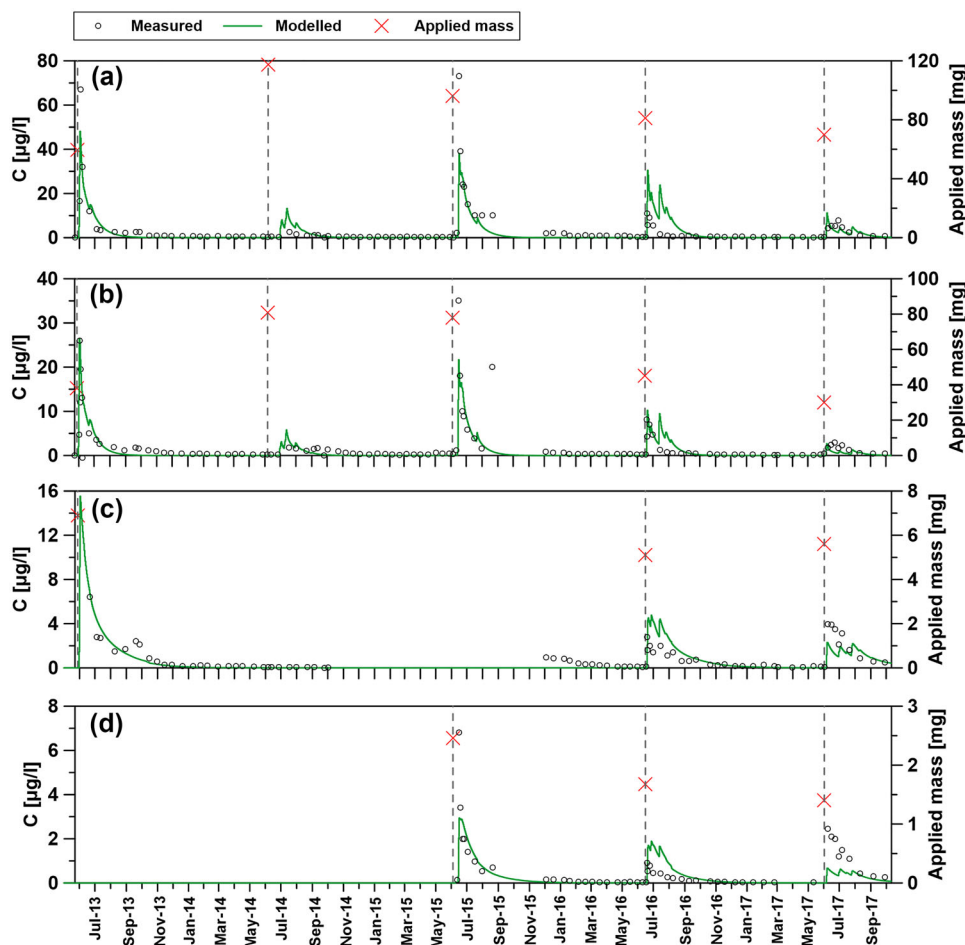 Measured Modelled Applied mass
(a)
80
60
40
20
0
C [µg/l]
120
80
40
0
Applied mass [mg]
(b)
40
30
20
10
0
C [µg/l]
100
80
60
40
20
0
Applied mass [mg]
(c)
16
12
8
4
0
C [µg/l]
8
6
4
2
0
Applied mass [mg]
(d)
8
6
4
2
0
C [µg/l]
3
2
1
0
Applied mass [mg]
Jul-13 Sep-13 Nov-13 Jan-14 Mar-14 May-14 Jul-14 Sep-14 Nov-14 Jan-15 Mar-15 May-15 Jul-15 Sep-15 Nov-15 Jan-16 Mar-16 May-16 Jul-16 Sep-16 Nov-16 Jan-17 Mar-17 May-17 Jul-17 Sep-17